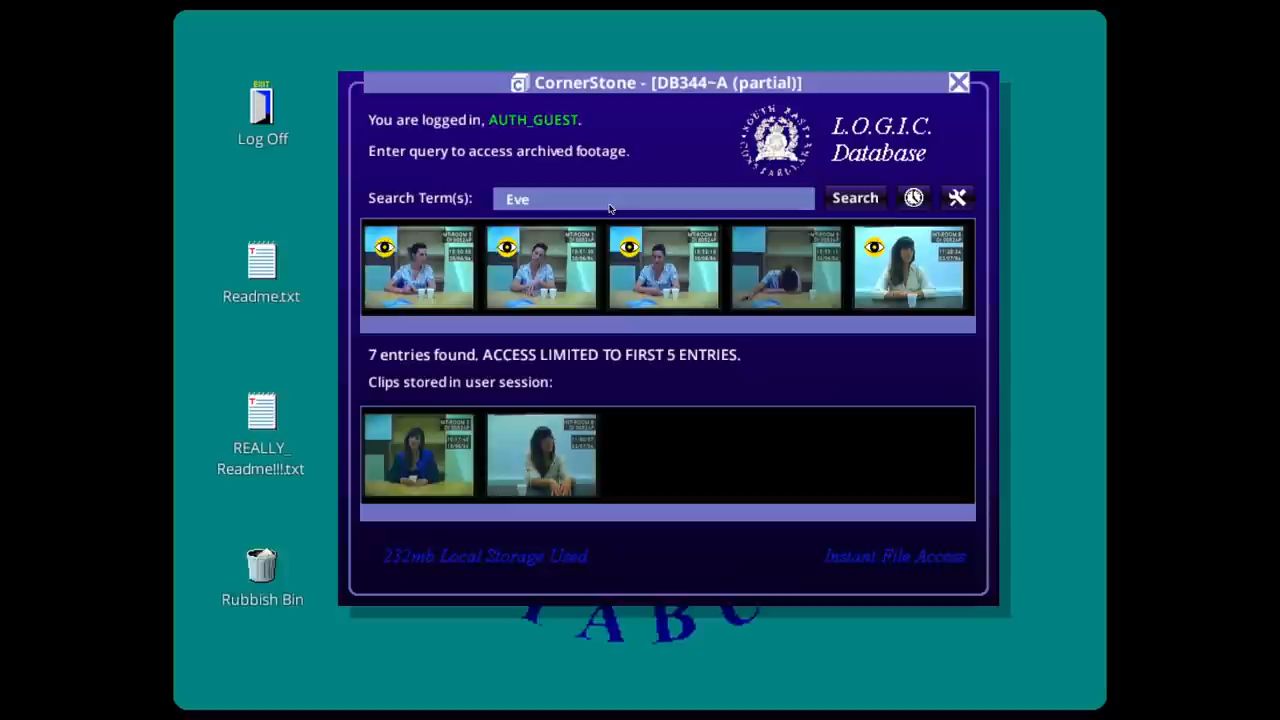 CornerStone - [DB344~A (partial)]
EXIT
Log Off
You are logged in, AUTH_GUEST.
Enter query to access archived footage.
L.O.G.I.C.
Database
Search Term(s):
Eve
Search
Readme.txt
7 entries found. ACCESS LIMITED TO FIRST 5 ENTRIES.
Clips stored in user session:
REALLY_
Readme!!!.txt
232mb Local Storage Used
Instant File Access
Rubbish Bin